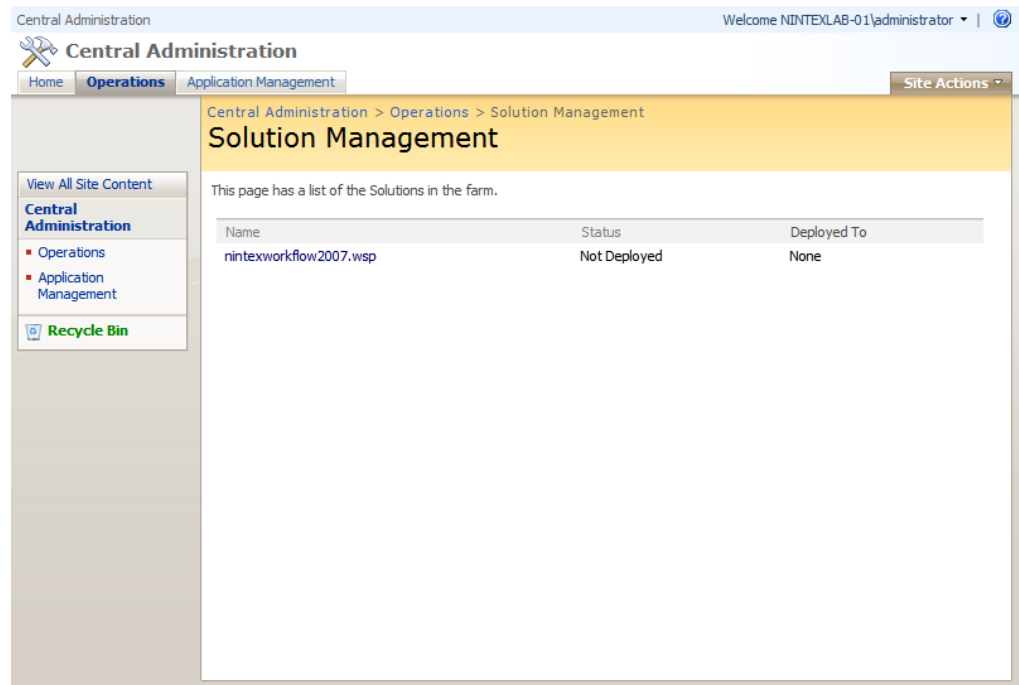 Central Administration
Welcome NINTEXLAB-01\administrator
Central Administration
Home
Operations
Application Management
Site Actions
Central Administration > Operations > Solution Management
Solution Management
View All Site Content
Central
Administration
Operations
Application
Management
Recycle Bin
This page has a list of the Solutions in the farm.
Name Status Deployed To
nintexworkflow2007.wsp Not Deployed None